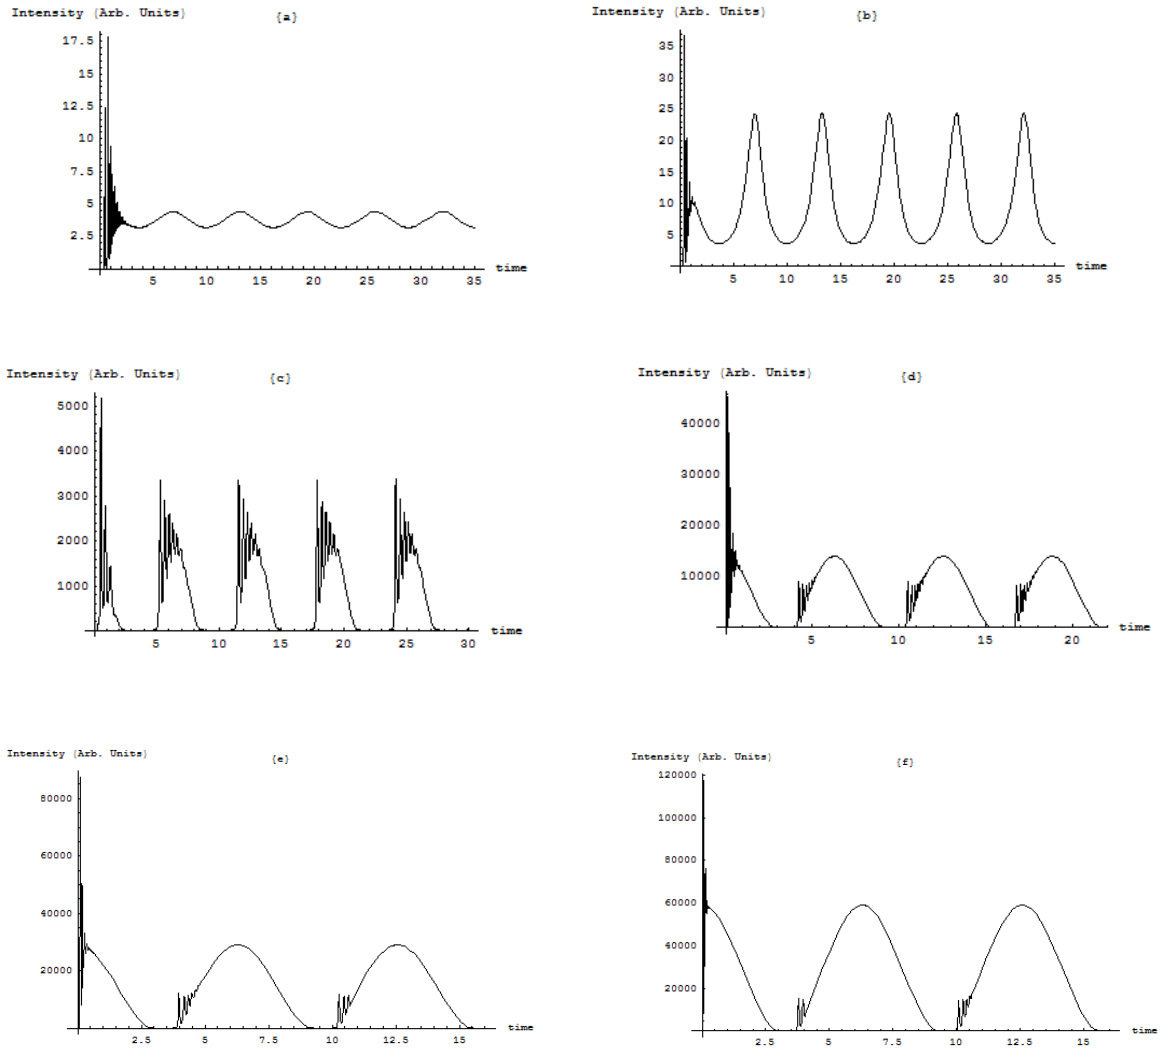 Intensity (Arb. Units) {a}
17.5
15
12.5
10
7.5
5
2.5
5 10 15 20 25 30 35 time
Intensity (Arb. Units) {b}
35
30
25
20
15
10
5
5 10 15 20 25 30 35 time
Intensity (Arb. Units) {c}
5000
4000
3000
2000
1000
5 10 15 20 25 30 time
Intensity (Arb. Units) {d}
40000
30000
20000
10000
5 10 15 20 time
Intensity (Arb. Units) {e}
80000
60000
40000
20000
2.5 5 7.5 10 12.5 15 time
Intensity (Arb. Units) {f}
120000
100000
80000
60000
40000
20000
2.5 5 7.5 10 12.5 15 time